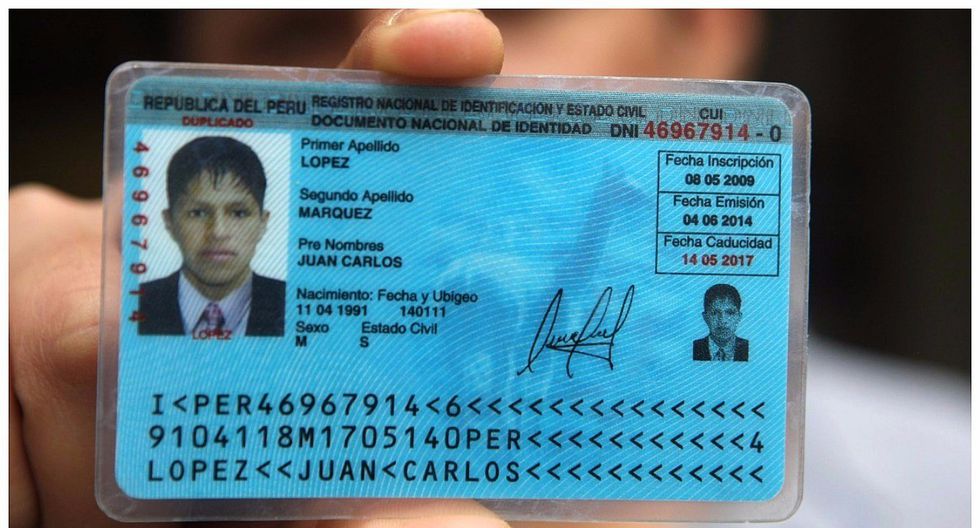 REPUBLICA DEL PERU REGISTRO NACIONAL DE IDENTIFICACION Y ESTADO CIVIL CUI
DUPLICADO DOCUMENTO NACIONAL DE IDENTIDAD DNI 46967914 - 0
46967914
Primer Apellido
LOPEZ
Segundo Apellido
MARQUEZ
Pre Nombres
JUAN CARLOS
Nacimiento: Fecha y Ubigeo
11 04 1991 140111
Sexo Estado Civil
M S
LOPEZ
Fecha Inscripción
08 05 2009
Fecha Emisión
04 06 2014
Fecha Caducidad
14 05 2017
I<PER46967914<6<<<<<<<<<<<<<<<
9104118M1705140PER<<<<<<<<<<<4
LOPEZ<<JUAN<CARLOS<<<<<<<<<<<<